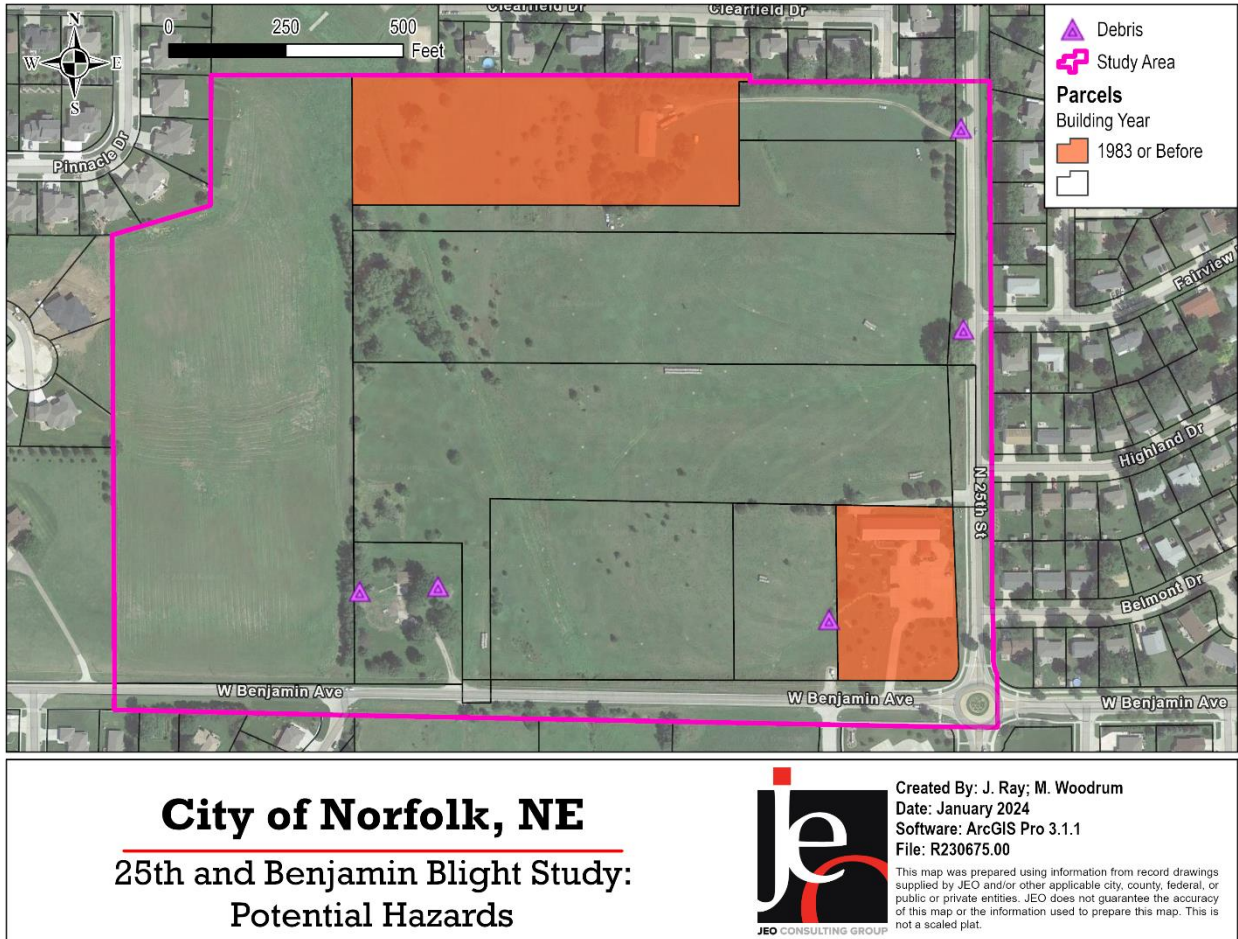 Clearfield Dr
Clearfield Dr
N
W E
S
0 250 500
Feet
Debris
Study Area
Parcels
Building Year
1983 or Before
Pinnacle Dr
Highland Dr
N 25th St
Belmont Dr
W Benjamin Ave
W Benjamin Ave
W Benjamin Ave
City of Norfolk, NE
25th and Benjamin Blight Study:
Potential Hazards
jeo
JEO CONSULTING GROUP
Created By: J. Ray; M. Woodrum
Date: January 2024
Software: ArcGIS Pro 3.1.1
File: R230675.00
This map was prepared using information from record drawings
supplied by JEO and/or other applicable city, county, federal, or
public or private entities. JEO does not guarantee the accuracy
of this map or the information used to prepare this map. This is
not a scaled plat.
Fairview